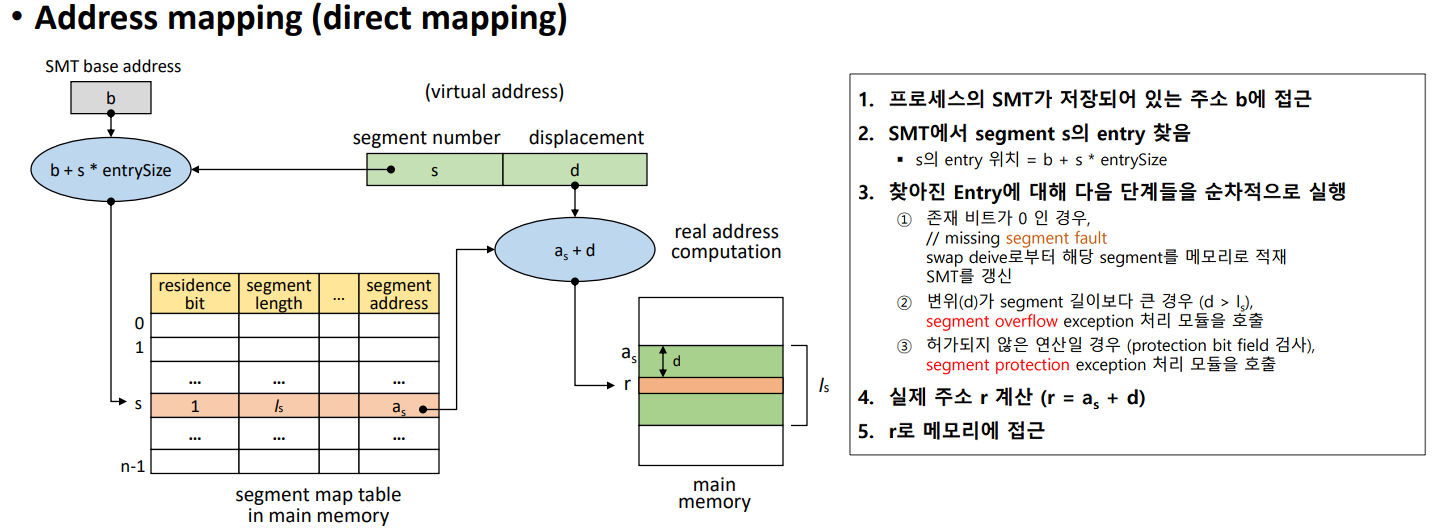 • Address mapping (direct mapping)
SMT base address
b
(virtual address)
segment number
displacement
b + s * entrySize
s
d
real address
computation
as + d
residence
bit
segment
length
...
segment
address
0
1
... ...
s
1
ls
as
... ...
n-1
segment map table
in main memory
as
d
r
ls
main
memory
1. 프로세스의 SMT가 저장되어 있는 주소 b에 접근
2. SMT에서 segment s의 entry 찾음
▪ s의 entry 위치 = b + s * entrySize
3. 찾아진 Entry에 대해 다음 단계들을 순차적으로 실행
① 존재 비트가 0 인 경우,
// missing segment fault
swap deive로부터 해당 segment를 메모리로 적재
SMT를 갱신
② 변위(d)가 segment 길이보다 큰 경우 (d > ls),
segment overflow exception 처리 모듈을 호출
③ 허가되지 않은 연산일 경우 (protection bit field 검사),
segment protection exception 처리 모듈을 호출
4. 실제 주소 r 계산 (r = as + d)
5. r로 메모리에 접근